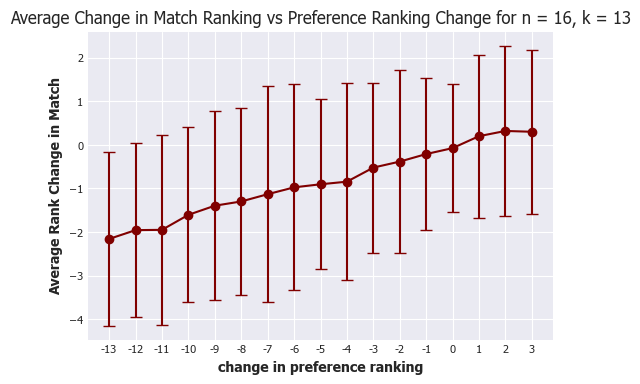 Average Change in Match Ranking vs Preference Ranking Change for n = 16, k = 13
Average Rank Change in Match
2
1
0
−1
−2
−3
−4
-13 -12 -11 -10 -9 -8 -7 -6 -5 -4 -3 -2 -1 0 1 2 3
change in preference ranking